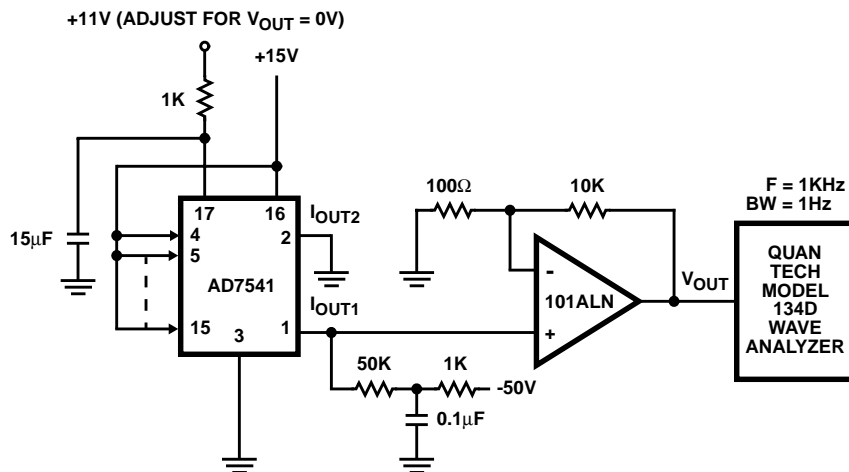 +11V (ADJUST FOR VOUT = 0V)
+15V
1K
15μF
17
16
4
5
15
3
2
1
AD7541
IOUT2
IOUT1
100Ω
10K
-
+
101ALN
VOUT
50K
1K
-50V
0.1μF
F = 1KHz
BW = 1Hz
QUAN
TECH
MODEL
134D
WAVE
ANALYZER